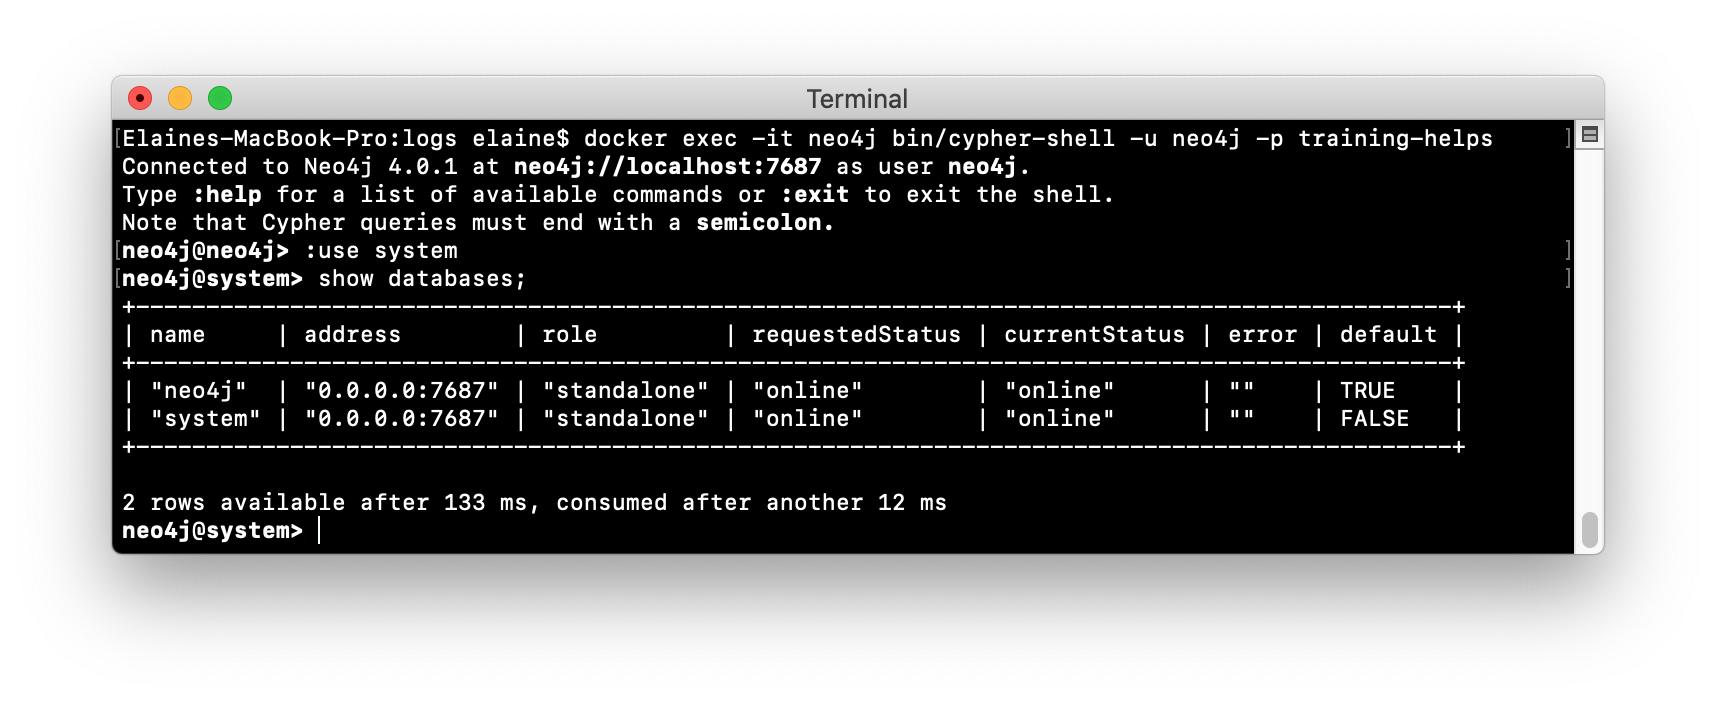 Terminal
[Elaines-MacBook-Pro:logs elaine$ docker exec -it neo4j bin/cypher-shell -u neo4j -p training-helps ]
Connected to Neo4j 4.0.1 at neo4j://localhost:7687 as user neo4j.
Type :help for a list of available commands or :exit to exit the shell.
Note that Cypher queries must end with a semicolon.
[neo4j@neo4j> :use system ]
[neo4j@system> show databases; ]
+-----------------------------------------------------------------------------------------------+
| name     | address        | role         | requestedStatus | currentStatus | error | default |
+-----------------------------------------------------------------------------------------------+
| "neo4j"  | "0.0.0.0:7687" | "standalone" | "online"        | "online"      | ""    | TRUE    |
| "system" | "0.0.0.0:7687" | "standalone" | "online"        | "online"      | ""    | FALSE   |
+-----------------------------------------------------------------------------------------------+
2 rows available after 133 ms, consumed after another 12 ms
neo4j@system>